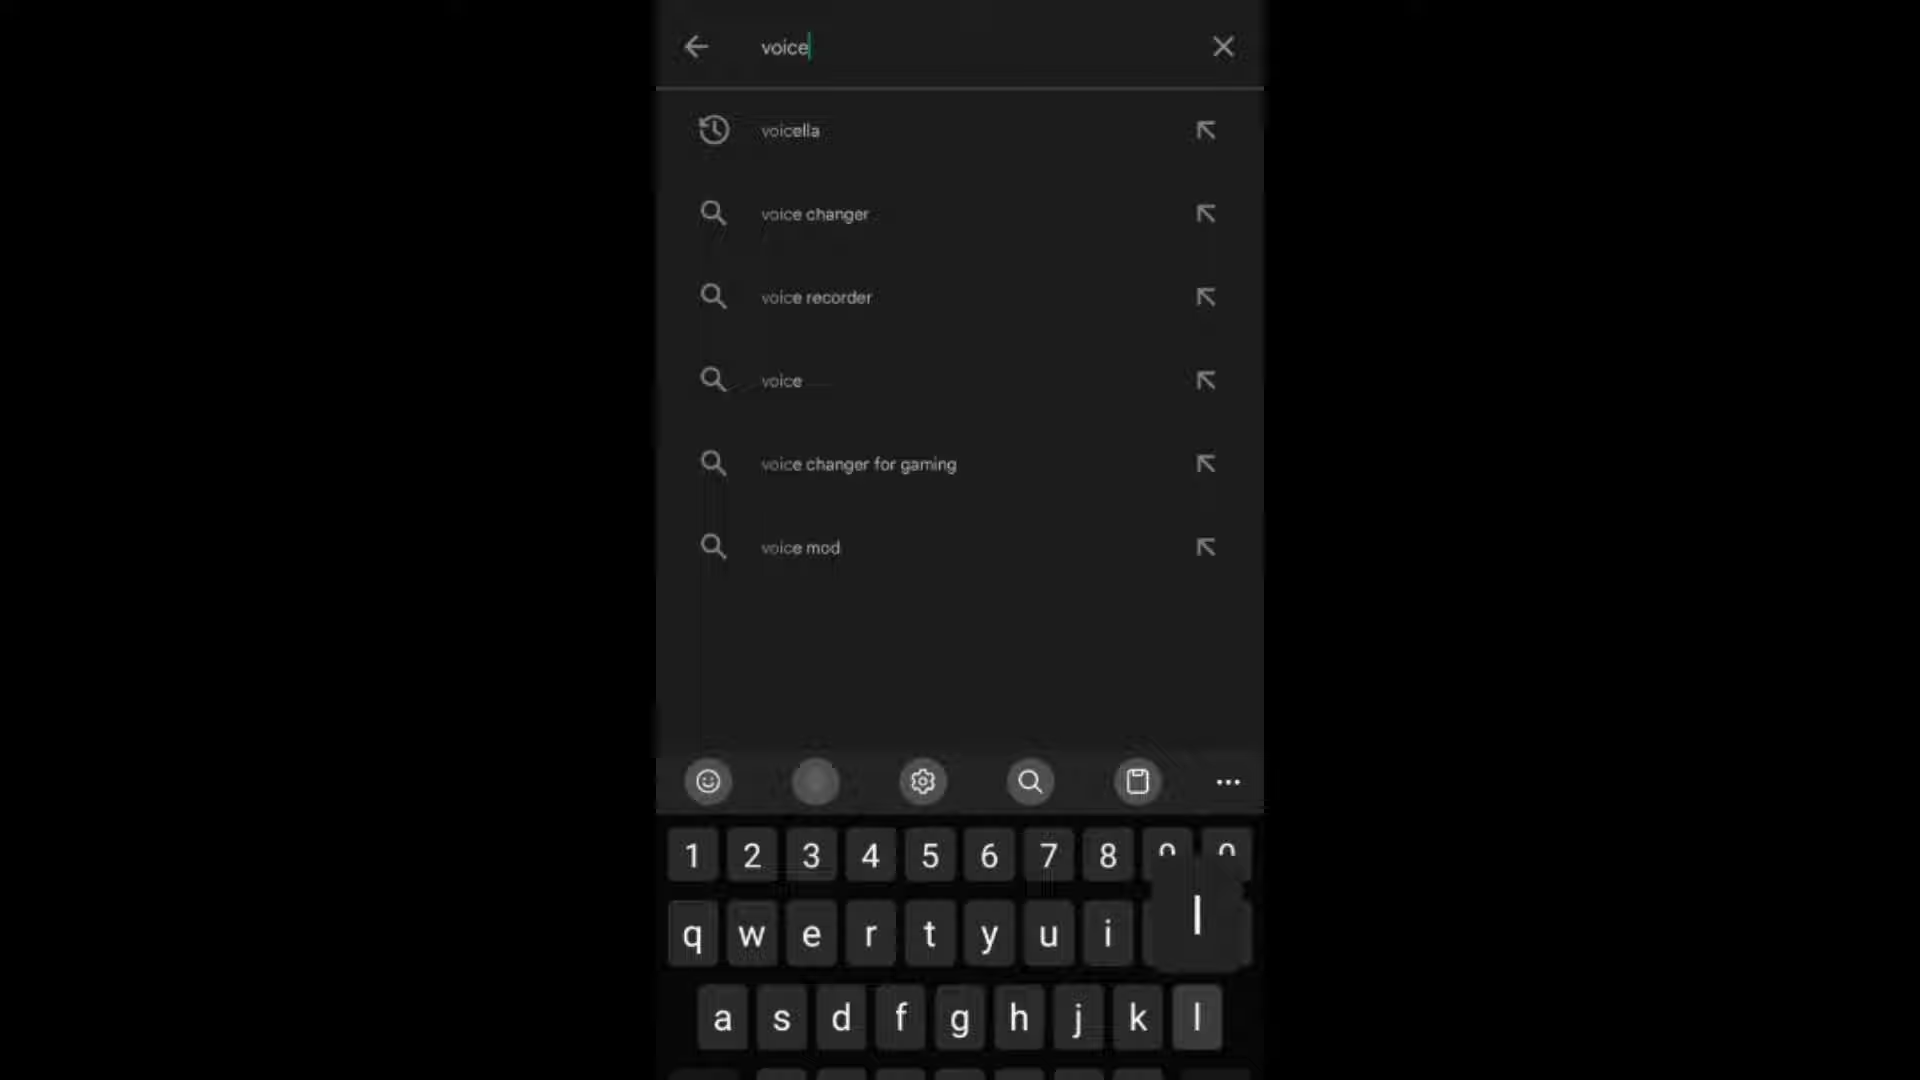 voice
voicella
voice changer
voice recorder
voice
voice changer for gaming
voice mod
1 2 3 4 5 6 7 8
l
q w e r t y u i
a s d f g h j k l